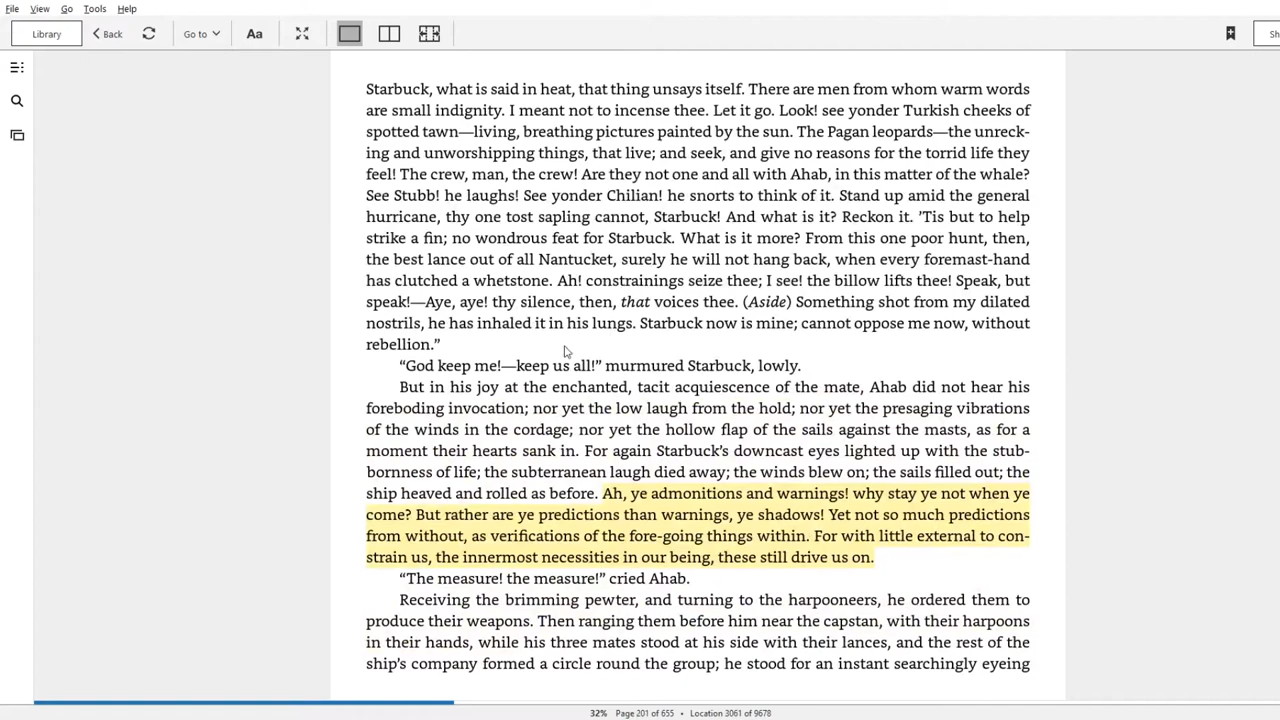 File View Go Tools Help
Library Back Go to Aa Sh
Starbuck, what is said in heat, that thing unsays itself. There are men from whom warm words
are small indignity. I meant not to incense thee. Let it go. Look! see yonder Turkish cheeks of
spotted tawn—living, breathing pictures painted by the sun. The Pagan leopards—the unreck-
ing and unworshipping things, that live; and seek, and give no reasons for the torrid life they
feel! The crew, man, the crew! Are they not one and all with Ahab, in this matter of the whale?
See Stubb! he laughs! See yonder Chilian! he snorts to think of it. Stand up amid the general
hurricane, thy one tost sapling cannot, Starbuck! And what is it? Reckon it. ’Tis but to help
strike a fin; no wondrous feat for Starbuck. What is it more? From this one poor hunt, then,
the best lance out of all Nantucket, surely he will not hang back, when every foremast-hand
has clutched a whetstone. Ah! constrainings seize thee; I see! the billow lifts thee! Speak, but
speak!—Aye, aye! thy silence, then, that voices thee. (Aside) Something shot from my dilated
nostrils, he has inhaled it in his lungs. Starbuck now is mine; cannot oppose me now, without
rebellion.”
“God keep me!—keep us all!” murmured Starbuck, lowly.
But in his joy at the enchanted, tacit acquiescence of the mate, Ahab did not hear his
foreboding invocation; nor yet the low laugh from the hold; nor yet the presaging vibrations
of the winds in the cordage; nor yet the hollow flap of the sails against the masts, as for a
moment their hearts sank in. For again Starbuck’s downcast eyes lighted up with the stub-
bornness of life; the subterranean laugh died away; the winds blew on; the sails filled out; the
ship heaved and rolled as before. Ah, ye admonitions and warnings! why stay ye not when ye
come? But rather are ye predictions than warnings, ye shadows! Yet not so much predictions
from without, as verifications of the fore-going things within. For with little external to con-
strain us, the innermost necessities in our being, these still drive us on.
“The measure! the measure!” cried Ahab.
Receiving the brimming pewter, and turning to the harpooneers, he ordered them to
produce their weapons. Then ranging them before him near the capstan, with their harpoons
in their hands, while his three mates stood at his side with their lances, and the rest of the
ship’s company formed a circle round the group; he stood for an instant searchingly eyeing
32% Page 201 of 655 • Location 3061 of 9678